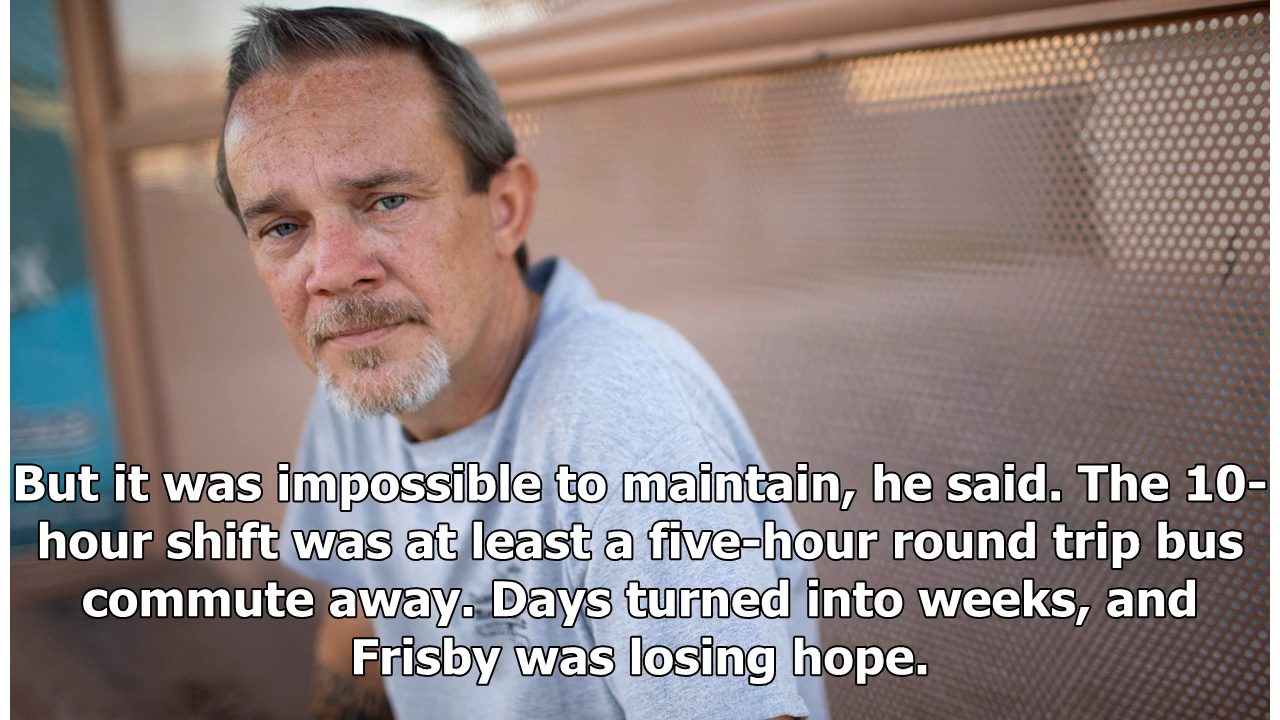 But it was impossible to maintain, he said. The 10-
hour shift was at least a five-hour round trip bus
commute away. Days turned into weeks, and
Frisby was losing hope.